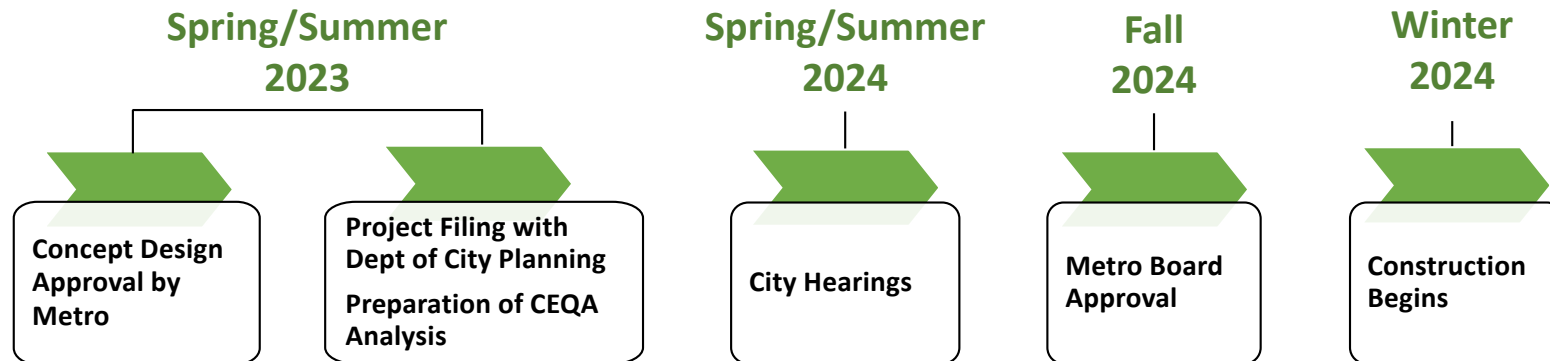 Spring/Summer
2023
Spring/Summer
2024
Fall
2024
Winter
2024
Concept Design
Approval by
Metro
Project Filing with
Dept of City Planning
Preparation of CEQA
Analysis
City Hearings
Metro Board
Approval
Construction
Begins